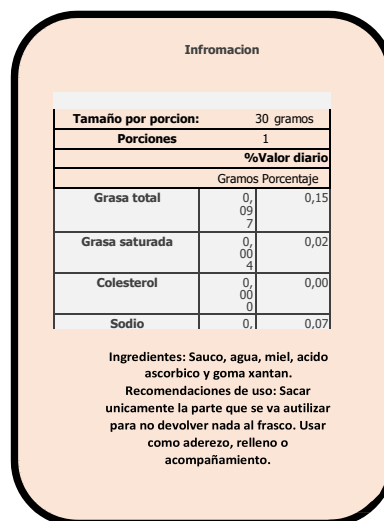 Infromacion
Tamaño por porcion: 30 gramos
Porciones 1
%Valor diario
Gramos Porcentaje
Grasa total 0, 0,15
09
7
Grasa saturada 0, 0,02
00
4
Colesterol 0, 0,00
00
0
Sodio 0, 0,07
Ingredientes: Sauco, agua, miel, acido
ascorbico y goma xantan.
Recomendaciones de uso: Sacar
unicamente la parte que se va autilizar
para no devolver nada al frasco. Usar
como aderezo, relleno o
acompañamiento.